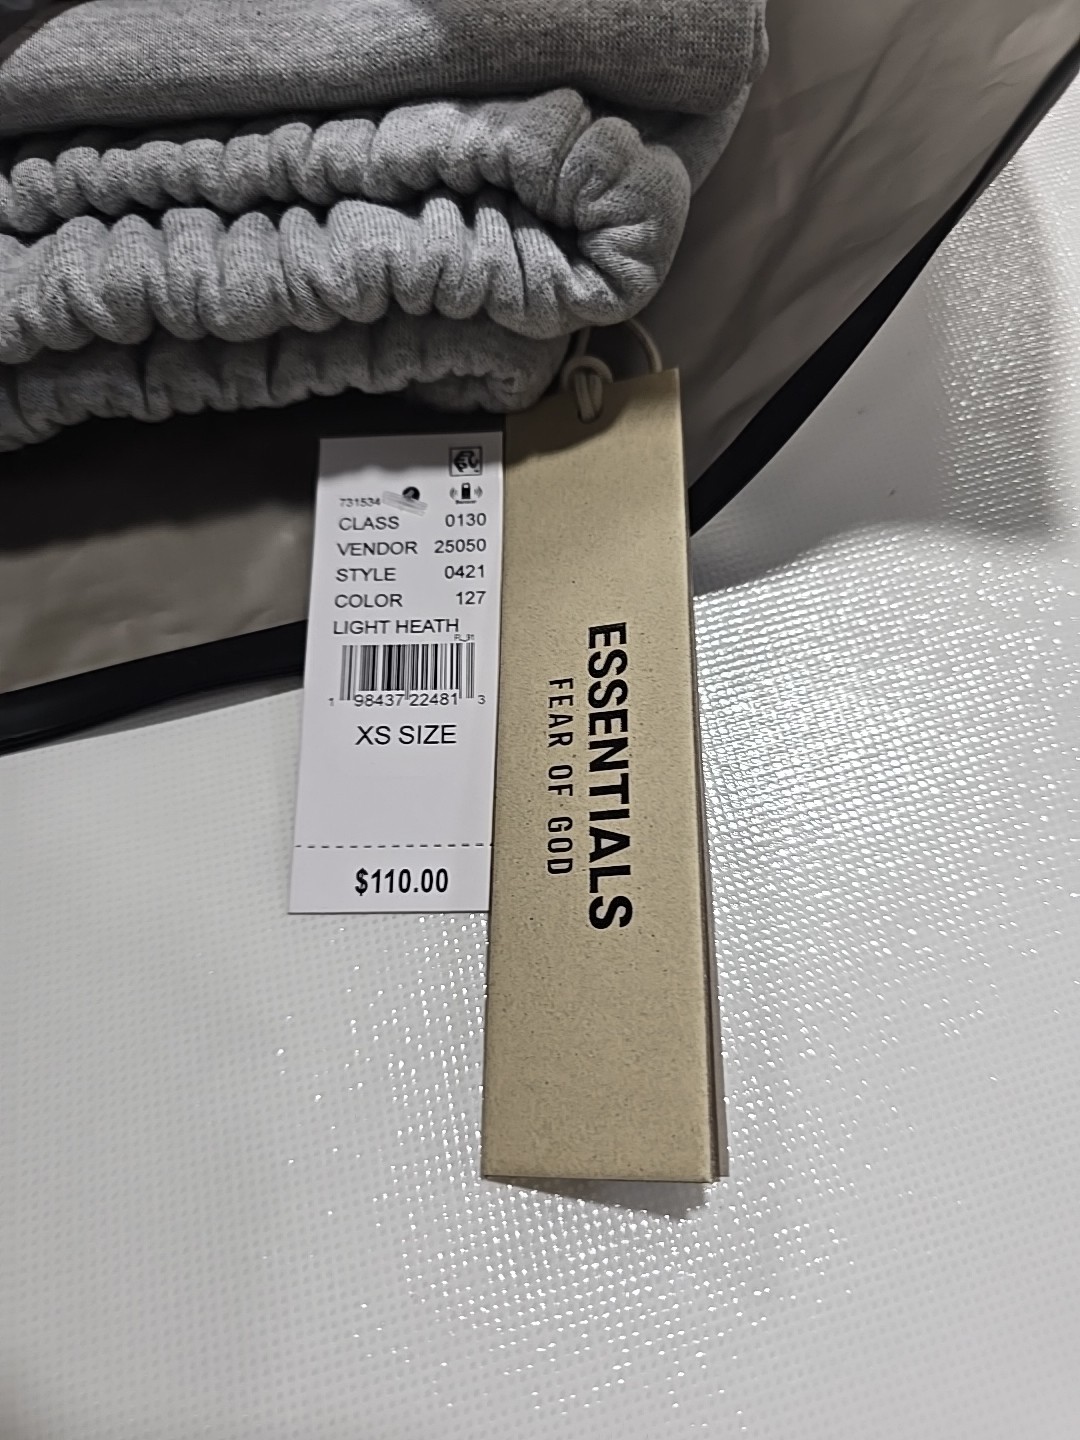 731534
CLASS 0130
VENDOR 25050
STYLE 0421
COLOR 127
LIGHT HEATH
FL_31
1 98437 22481 3
XS SIZE
$110.00
ESSENTIALS
FEAR OF GOD